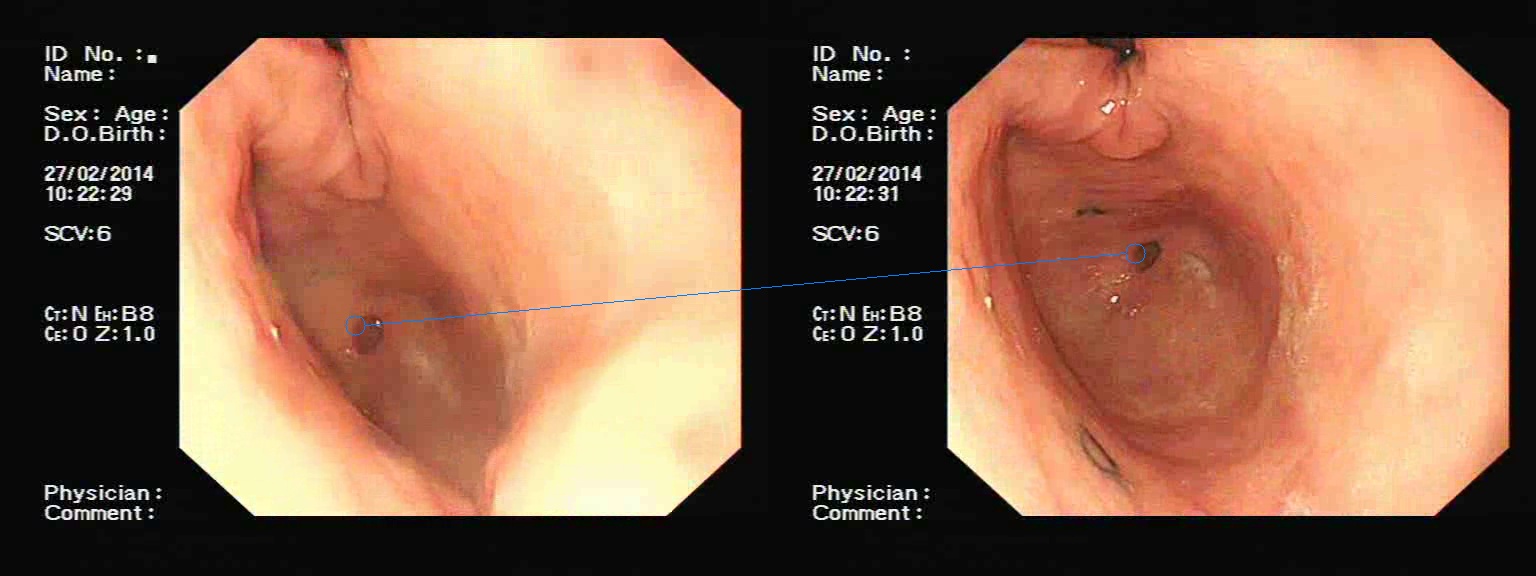 ID No. :
Name:
Sex: Age:
D.O.Birth:
27/02/2014
10:22:29
SCV:6
CT:N EH:B8
CE:0 Z:1.0
Physician:
Comment:
ID No. :
Name:
Sex: Age:
D.O.Birth:
27/02/2014
10:22:31
SCV:6
CT:N EH:B8
CE:0 Z:1.0
Physician:
Comment: